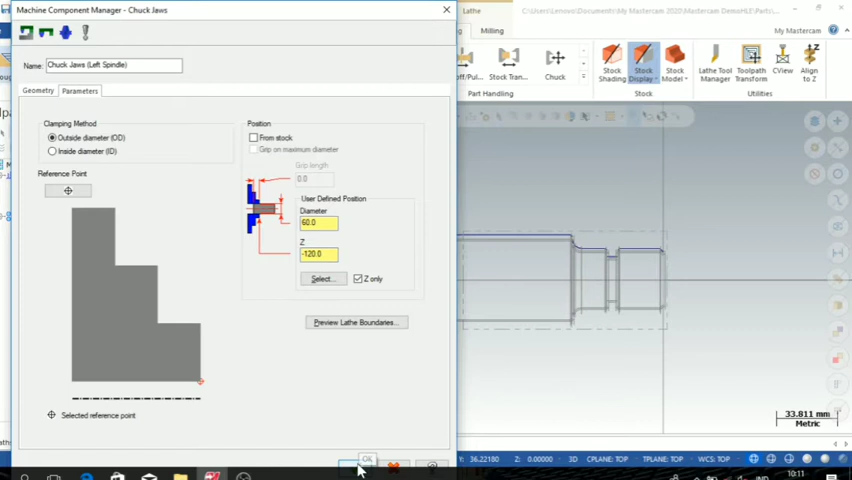 Machine Component Manager - Chuck Jaws
Lathe
C:\Users\Lenovo\Documents\My Mastercam 2020\Mastercam DemoHLE\Parts\
Milling
My Mastercam
Name: Chuck Jaws (Left Spindle)
Geometry
Parameters
Clamping Method
Outside diameter (OD)
Inside diameter (ID)
Reference Point
Position
From stock
Grip on maximum diameter
Grip length
0.0
User Defined Position
Diameter
60.0
Z
-120.0
Select...
Z only
Preview Lathe Boundaries...
Selected reference point
OK
Stock Tran...
Chuck
Part Handling
Stock Shading
Stock Display
Stock Model
Stock
Lathe Tool Manager
Toolpath Transform
CView
Align to Z
Utilities
33.811 mm
Metric
36.22180
Z: 0.00000
3D
CPLANE: TOP
TPLANE: TOP
WCS: TOP
IND
10:11